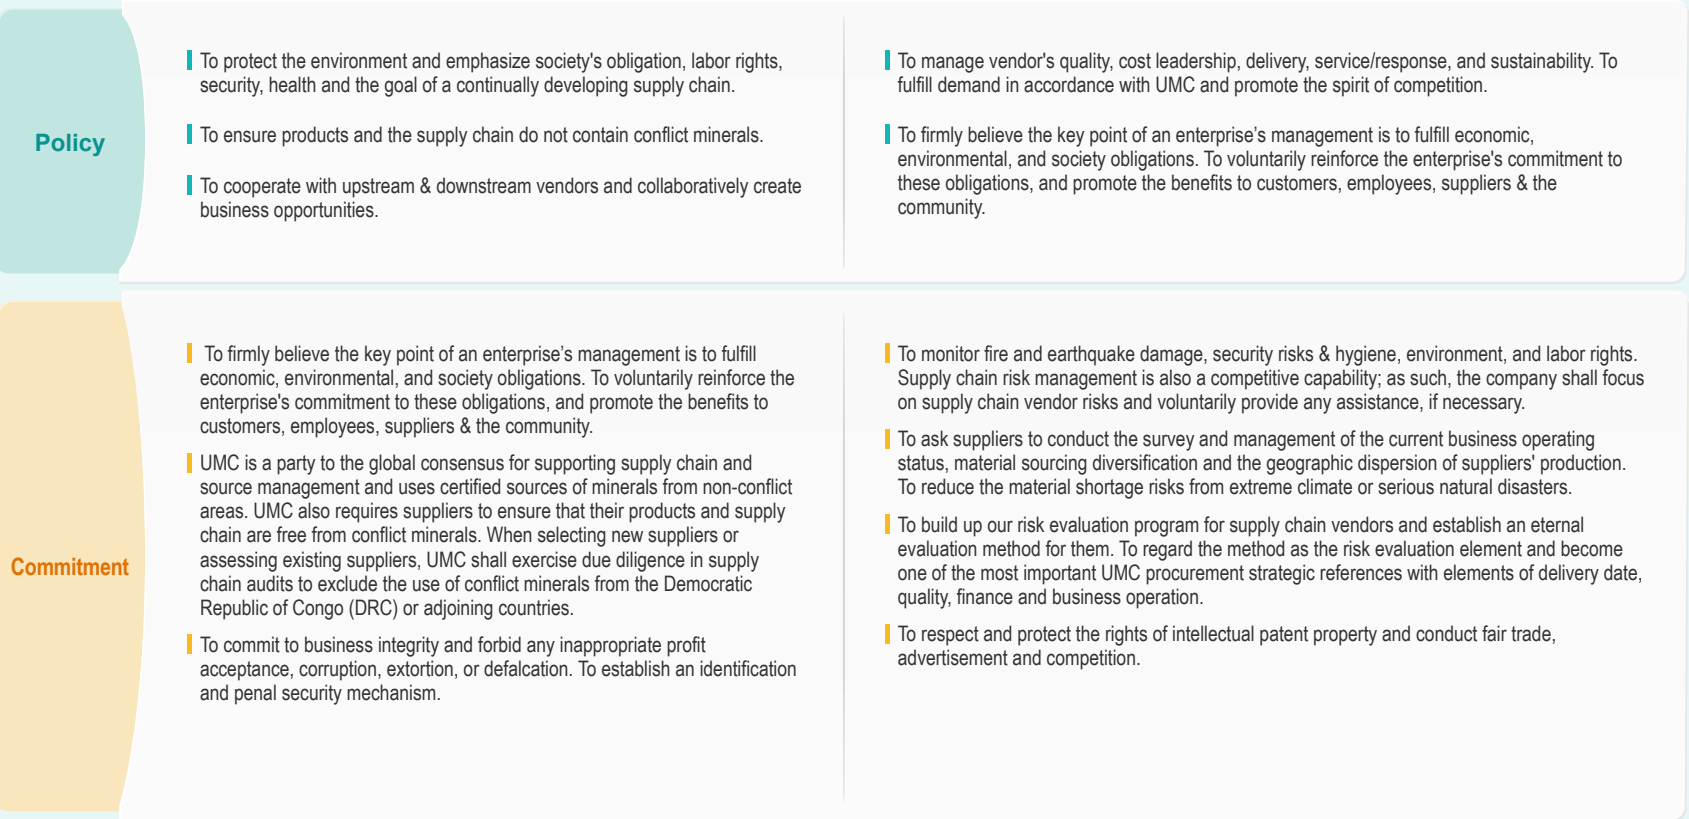 Policy
To protect the environment and emphasize society's obligation, labor rights,
security, health and the goal of a continually developing supply chain.
To ensure products and the supply chain do not contain conflict minerals.
To cooperate with upstream & downstream vendors and collaboratively create
business opportunities.
To manage vendor's quality, cost leadership, delivery, service/response, and sustainability. To
fulfill demand in accordance with UMC and promote the spirit of competition.
To firmly believe the key point of an enterprise’s management is to fulfill economic,
environmental, and society obligations. To voluntarily reinforce the enterprise's commitment to
these obligations, and promote the benefits to customers, employees, suppliers & the
community.
Commitment
To firmly believe the key point of an enterprise’s management is to fulfill
economic, environmental, and society obligations. To voluntarily reinforce the
enterprise's commitment to these obligations, and promote the benefits to
customers, employees, suppliers & the community.
UMC is a party to the global consensus for supporting supply chain and
source management and uses certified sources of minerals from non-conflict
areas. UMC also requires suppliers to ensure that their products and supply
chain are free from conflict minerals. When selecting new suppliers or
assessing existing suppliers, UMC shall exercise due diligence in supply
chain audits to exclude the use of conflict minerals from the Democratic
Republic of Congo (DRC) or adjoining countries.
To commit to business integrity and forbid any inappropriate profit
acceptance, corruption, extortion, or defalcation. To establish an identification
and penal security mechanism.
To monitor fire and earthquake damage, security risks & hygiene, environment, and labor rights.
Supply chain risk management is also a competitive capability; as such, the company shall focus
on supply chain vendor risks and voluntarily provide any assistance, if necessary.
To ask suppliers to conduct the survey and management of the current business operating
status, material sourcing diversification and the geographic dispersion of suppliers' production.
To reduce the material shortage risks from extreme climate or serious natural disasters.
To build up our risk evaluation program for supply chain vendors and establish an eternal
evaluation method for them. To regard the method as the risk evaluation element and become
one of the most important UMC procurement strategic references with elements of delivery date,
quality, finance and business operation.
To respect and protect the rights of intellectual patent property and conduct fair trade,
advertisement and competition.